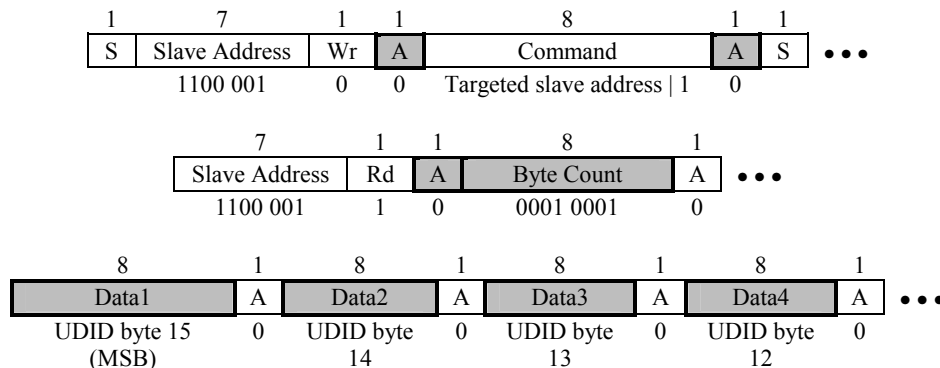 1 7 1 1 8 1 1
S Slave Address Wr A Command A S •••
1100 001 0 0 Targeted slave address | 1 0
7 1 1 8 1
Slave Address Rd A Byte Count A •••
1100 001 1 0 0001 0001 0
8 1 8 1 8 1 8 1
Data1 A Data2 A Data3 A Data4 A •••
UDID byte 15 0 UDID byte 0 UDID byte 0 UDID byte 0
(MSB) 14 13 12